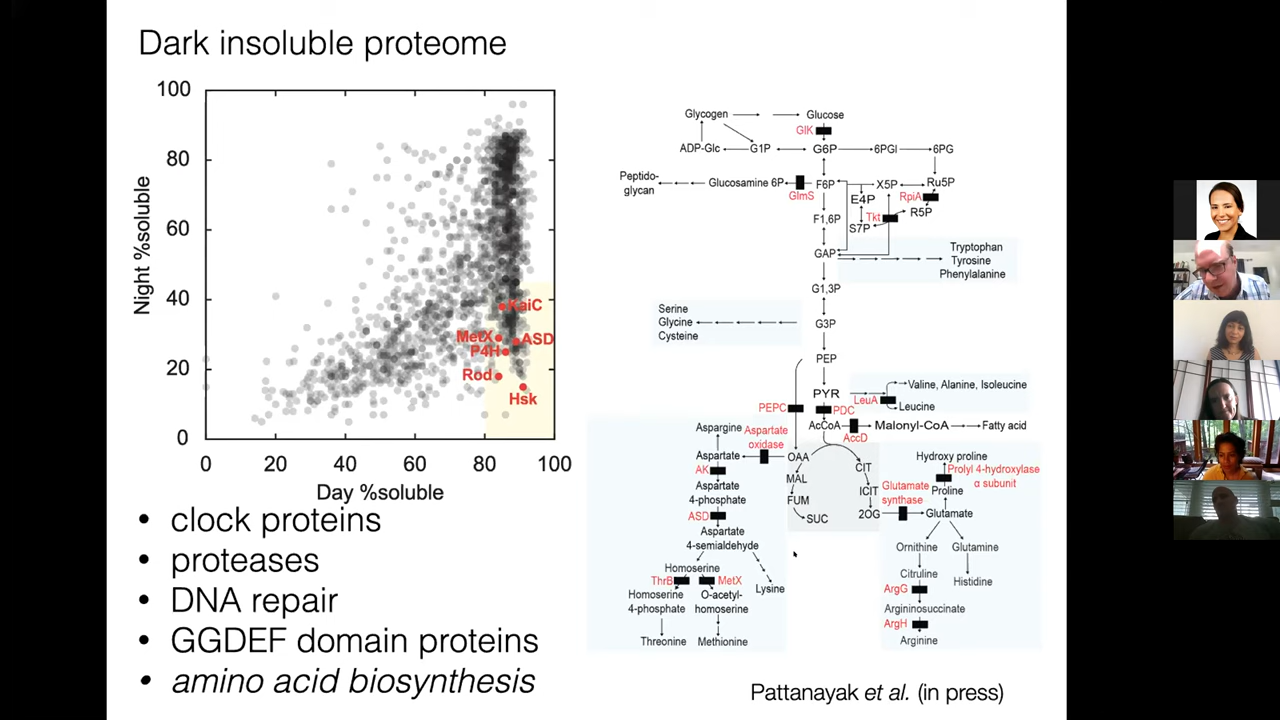 Dark insoluble proteome
100
80
60
40
20
0
Night %soluble
KaiC
MetX
ASD
P4H
Rod
Hsk
0 20 40 60 80 100
Day %soluble
• clock proteins
• proteases
• DNA repair
• GGDEF domain proteins
• amino acid biosynthesis
Glycogen
Glucose
GlK
ADP-Glc
G1P
G6P
6PGl
6PG
Peptido-
glycan
Glucosamine 6P
GlmS
F6P
X5P
Ru5P
E4P
RpiA
F1,6P
Tkt
R5P
S7P
GAP
Tryptophan
Tyrosine
Phenylalanine
G1,3P
Serine
Glycine
Cysteine
G3P
PEP
PYR
Valine, Alanine, Isoleucine
LeuA
Leucine
PEPC
PDC
AcCoA
AccD
Malonyl-CoA
Fatty acid
Aspargine
Aspartate
oxidase
Aspartate
OAA
AK
Aspartate
4-phosphate
ASD
Aspartate
4-semialdehyde
Homoserine
ThrB
MetX
Lysine
Homoserine
4-phosphate
O-acetyl-
homoserine
Threonine
Methionine
MAL
FUM
SUC
CIT
ICIT
2OG
Glutamate
synthase
Hydroxy proline
Prolyl 4-hydroxylase
α subunit
Proline
Glutamate
Ornithine
Glutamine
Citruline
Histidine
ArgG
Argininosuccinate
ArgH
Arginine
Pattanayak et al. (in press)